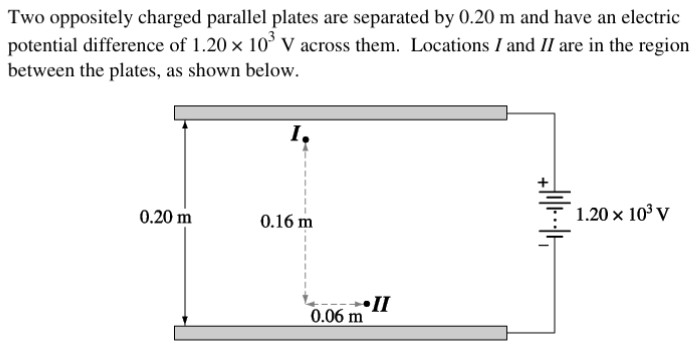 Two oppositely charged parallel plates are separated by 0.20 m and have an electric
potential difference of 1.20 × 10³ V across them. Locations I and II are in the region
between the plates, as shown below.
I
+
0.20 m
0.16 m
1.20 × 10³ V
−
II
0.06 m